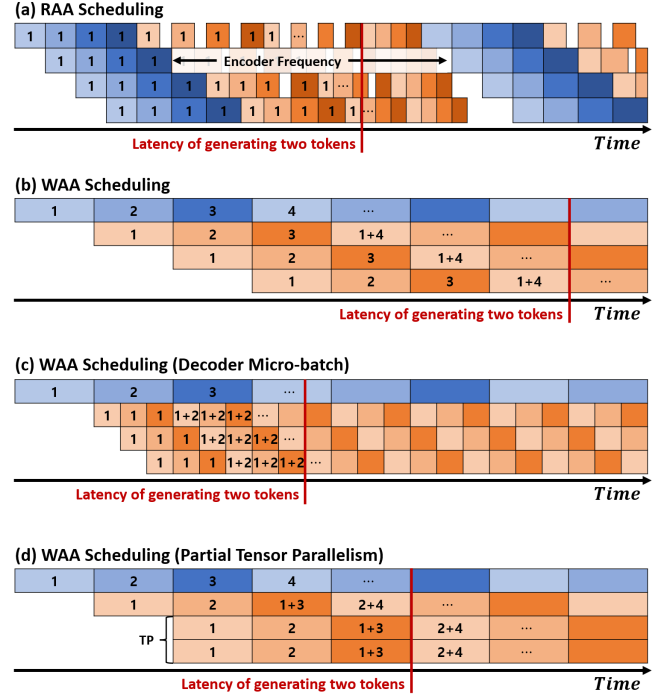 (a) RAA Scheduling
1 1 1 1 1 1 1 1 1 ...
1 1 1 1 Encoder Frequency
1 1 1 1 1 1 1 1 1 1 ...
1 1 1 1 1 1 1 1 1 ...
Latency of generating two tokens
Time
(b) WAA Scheduling
1 2 3 4 ...
1 2 3 1+4 ...
1 2 3 1+4 ...
1 2 3 1+4 ...
Latency of generating two tokens
Time
(c) WAA Scheduling (Decoder Micro-batch)
1 2 3 ...
1 1 1 1+2 1+2 1+2 ...
1 1 1 1+2 1+2 1+2 ...
1 1 1 1+2 1+2 1+2 ...
Latency of generating two tokens
Time
(d) WAA Scheduling (Partial Tensor Parallelism)
1 2 3 4 ...
1 2 1+3 2+4 ...
TP
1 2 1+3 2+4 ...
1 2 1+3 2+4 ...
Latency of generating two tokens
Time